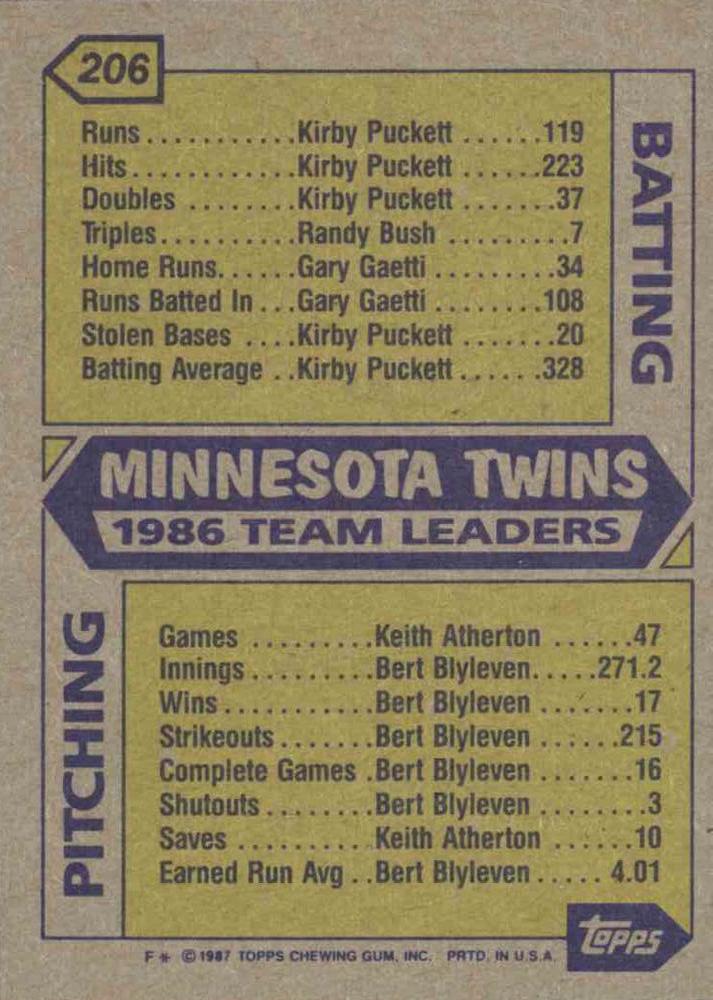 206
BATTING
Runs...........Kirby Puckett ......119
Hits............Kirby Puckett ......223
Doubles ........Kirby Puckett .......37
Triples..........Randy Bush .........7
Home Runs......Gary Gaetti .........34
Runs Batted In ...Gary Gaetti ........108
Stolen Bases ....Kirby Puckett .......20
Batting Average ..Kirby Puckett......328
MINNESOTA TWINS
1986 TEAM LEADERS
PITCHING
Games .........Keith Atherton ......47
Innings.........Bert Blyleven.....271.2
Wins...........Bert Blyleven .......17
Strikeouts.......Bert Blyleven ......215
Complete Games .Bert Blyleven .......16
Shutouts........Bert Blyleven ........3
Saves ..........Keith Atherton ......10
Earned Run Avg ..Bert Blyleven ..... 4.01
Topps
F* ©1987 TOPPS CHEWING GUM, INC. PRTD. IN U.S.A.